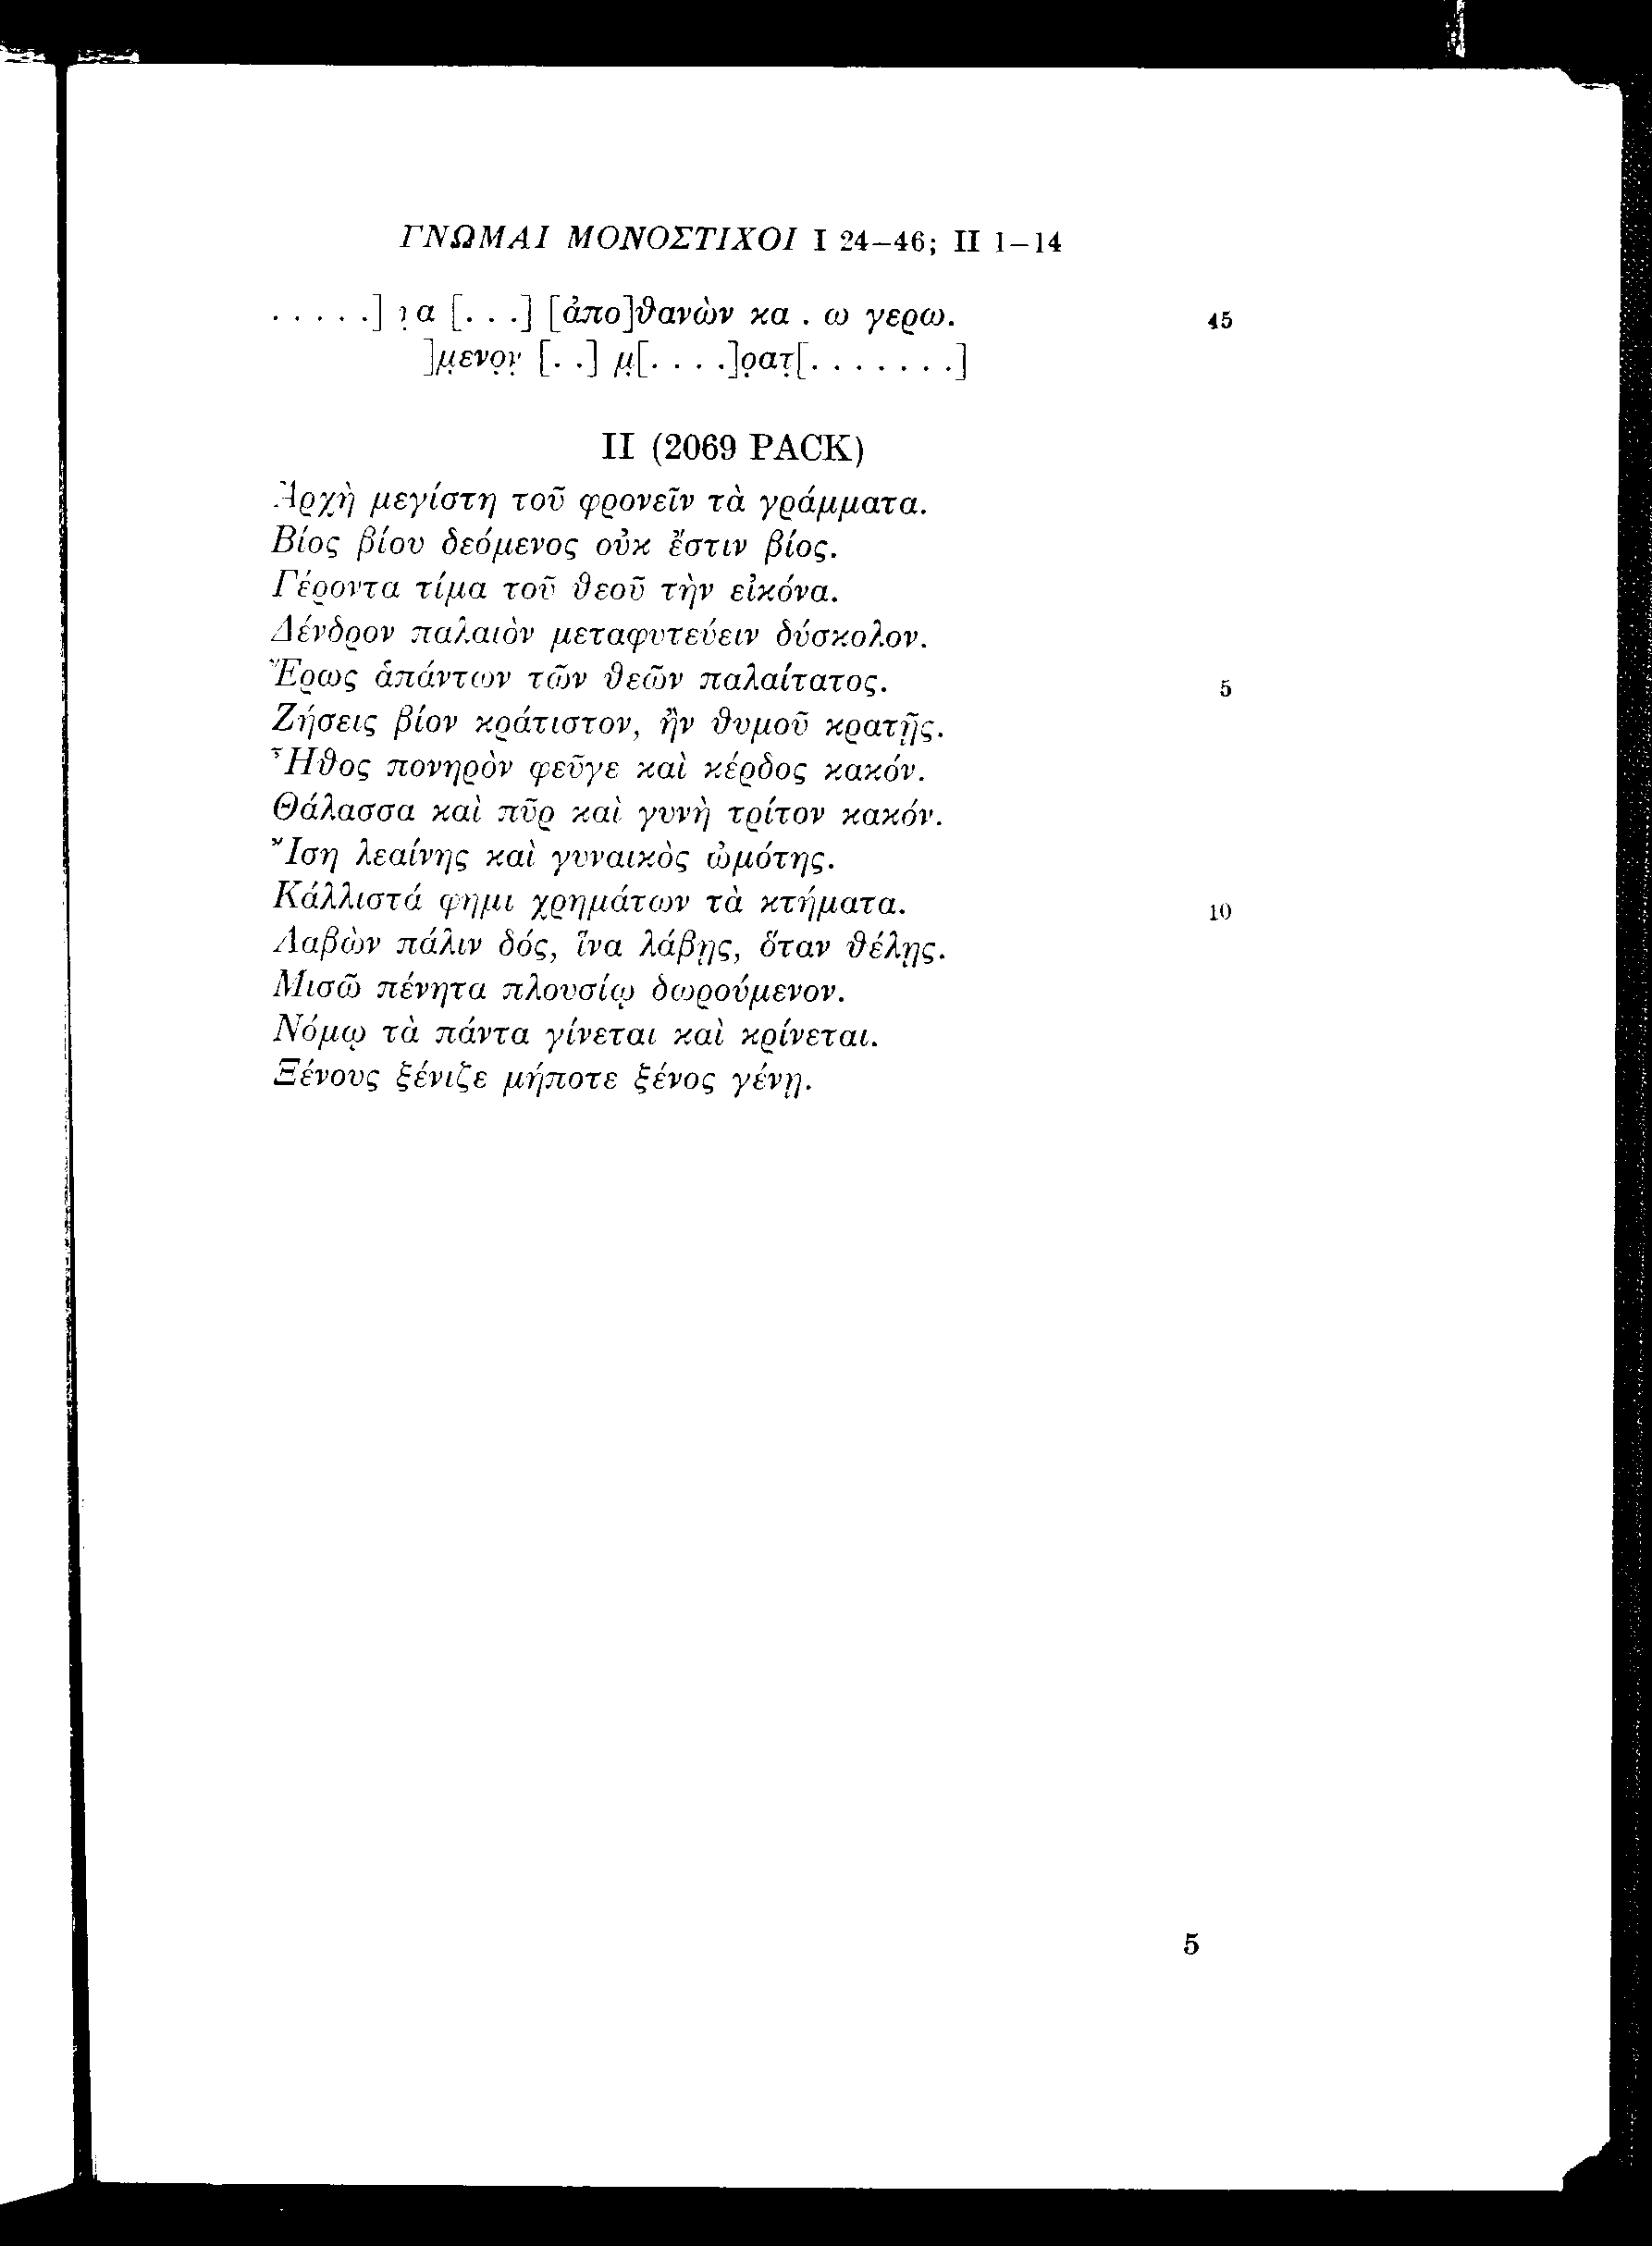 ΓΝΩΜΑΙ ΜΟΝΟΣΤΙΧΟΙ I 24–46; II 1–14
. . . . .] ι̣α [. . .] [ἀπο]θανὼν κα . ω γερω. 45
]μ̣ενο̣ν̣ [. .] μ̣[. . . .]ρ̣ατ̣[. . . . . . .]
II (2069 PACK)
Ἀρχὴ μεγίστη τοῦ φρονεῖν τὰ γράμματα.
Βίος βίου δεόμενος οὐκ ἔστιν βίος.
Γέροντα τίμα τοῦ θεοῦ τὴν εἰκόνα.
Δένδρον παλαιὸν μεταφυτεύειν δύσκολον.
Ἔρως ἁπάντων τῶν θεῶν παλαίτατος. 5
Ζήσεις βίον κράτιστον, ἢν θυμοῦ κρατῇς.
Ἦθος πονηρὸν φεῦγε καὶ κέρδος κακόν.
Θάλασσα καὶ πῦρ καὶ γυνὴ τρίτον κακόν.
Ἴση λεαίνης καὶ γυναικὸς ὠμότης.
Κάλλιστά φημι χρημάτων τὰ κτήματα. 10
Λαβὼν πάλιν δός, ἵνα λάβῃς, ὅταν θέλῃς.
Μισῶ πένητα πλουσίῳ δωρούμενον.
Νόμῳ τὰ πάντα γίνεται καὶ κρίνεται.
Ξένους ξένιζε μήποτε ξένος γένῃ.
5